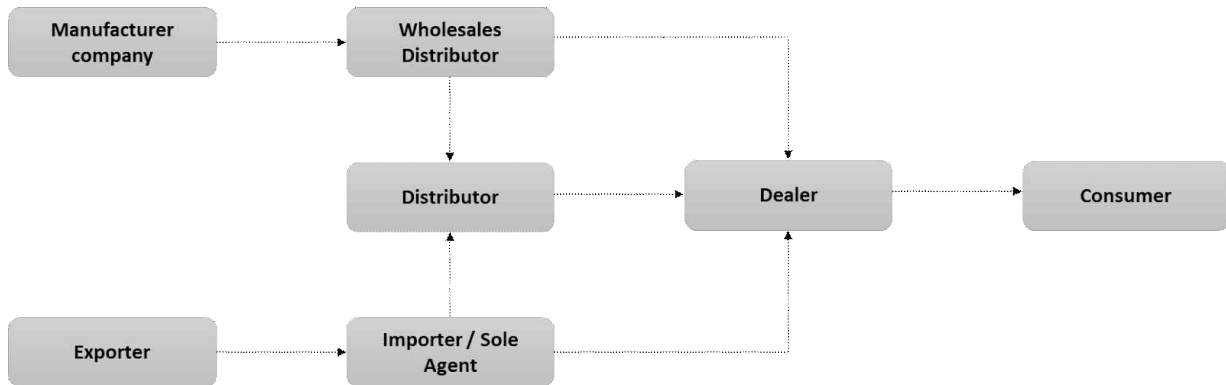 Manufacturer
company
Wholesales
Distributor
Distributor
Dealer
Consumer
Exporter
Importer / Sole
Agent